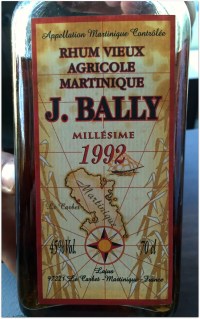 Appellation Martinique Contrôlée
RHUM VIEUX
AGRICOLE
MARTINIQUE
J. BALLY
MILLÉSIME
1992
Martinique
Le Carbet
45%Vol.
70 cl
Lajus
97221 Le Carbet - Martinique - France